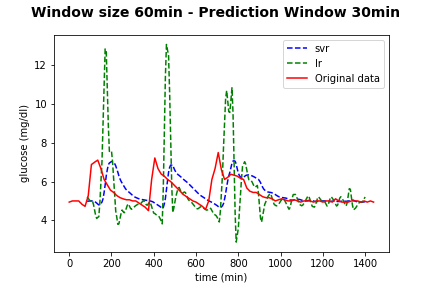 Window size 60min - Prediction Window 30min
svr
lr
Original data
glucose (mg/dl)
12
10
8
6
4
0 200 400 600 800 1000 1200 1400
time (min)